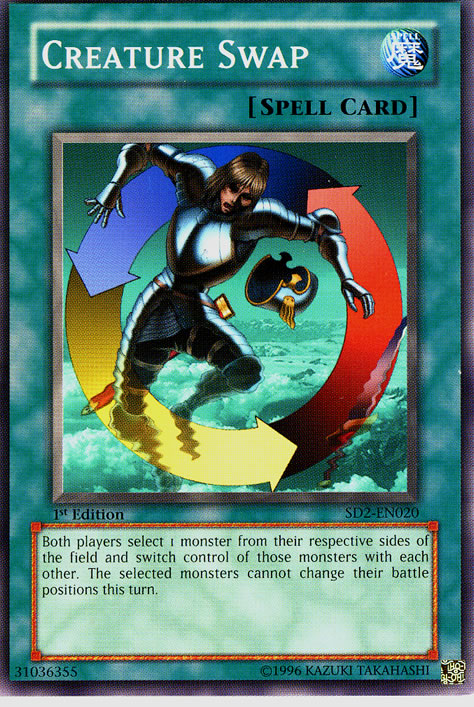 CREATURE SWAP
SPELL
魔
[SPELL CARD]
1st Edition
SD2-EN020
Both players select 1 monster from their respective sides of
the field and switch control of those monsters with each
other. The selected monsters cannot change their battle
positions this turn.
31036355
©1996 KAZUKI TAKAHASHI